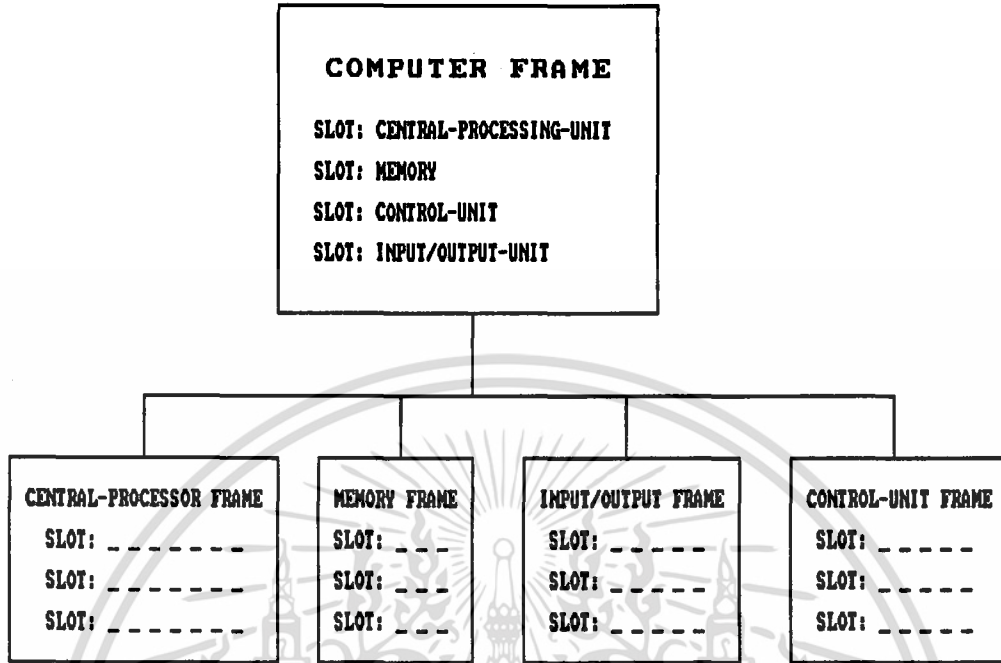 COMPUTER FRAME
SLOT: CENTRAL-PROCESSING-UNIT
SLOT: MEMORY
SLOT: CONTROL-UNIT
SLOT: INPUT/OUTPUT-UNIT
CENTRAL-PROCESSOR FRAME
SLOT: _ _ _ _ _ _ _
SLOT: _ _ _ _ _ _ _
SLOT: _ _ _ _ _ _ _
MEMORY FRAME
SLOT: _ _ _
SLOT: _ _ _
SLOT: _ _ _
INPUT/OUTPUT FRAME
SLOT: _ _ _ _ _
SLOT: _ _ _ _ _
SLOT: _ _ _ _ _
CONTROL-UNIT FRAME
SLOT: _ _ _ _ _
SLOT: _ _ _ _ _
SLOT: _ _ _ _ _